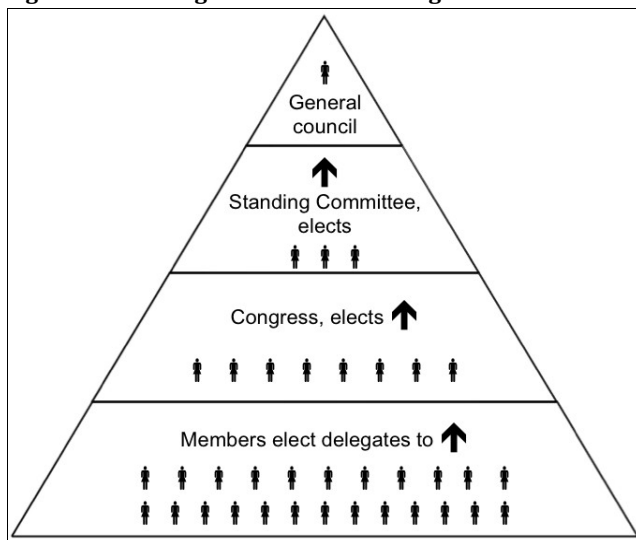 General
council
Standing Committee,
elects
Congress, elects
Members elect delegates to